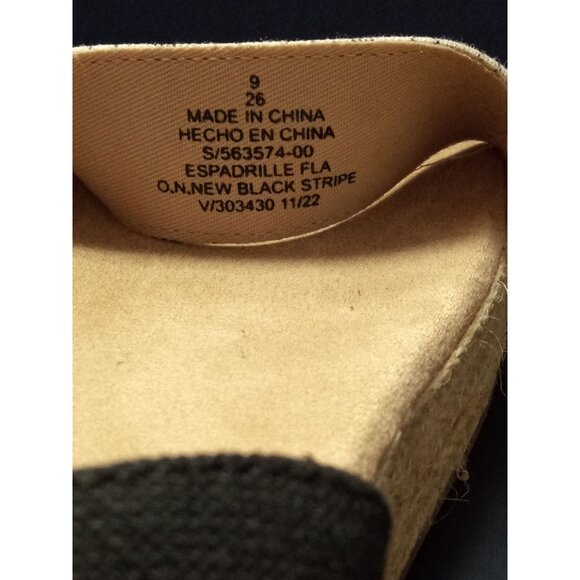 9
26
MADE IN CHINA
HECHO EN CHINA
S/563574-00
ESPADRILLE FLA
O.N.NEW BLACK STRIPE
V/303430 11/22